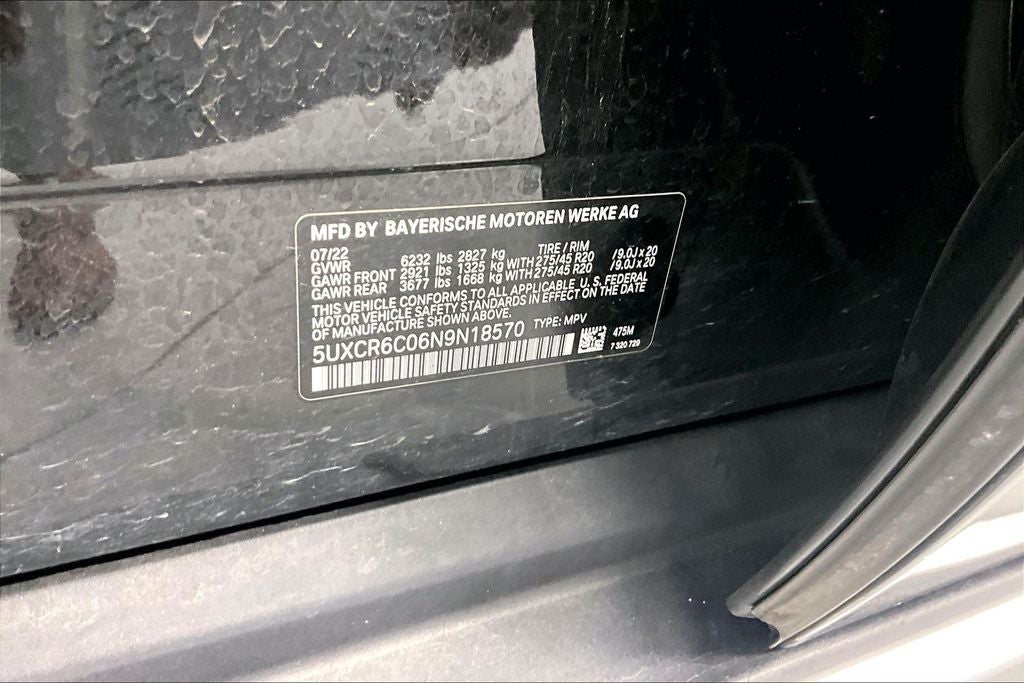 MFD BY BAYERISCHE MOTOREN WERKE AG
07/22 TIRE / RIM
GVWR 6232 lbs 2827 kg
GAWR FRONT 2921 lbs 1325 kg WITH 275/45 R20 /9.0J x 20
GAWR REAR 3677 lbs 1668 kg WITH 275/45 R20 /9.0J x 20
THIS VEHICLE CONFORMS TO ALL APPLICABLE U.S. FEDERAL
MOTOR VEHICLE SAFETY STANDARDS IN EFFECT ON THE DATE
OF MANUFACTURE SHOWN ABOVE.
5UXCR6C06N9N18570 TYPE: MPV
475M
7 320 729